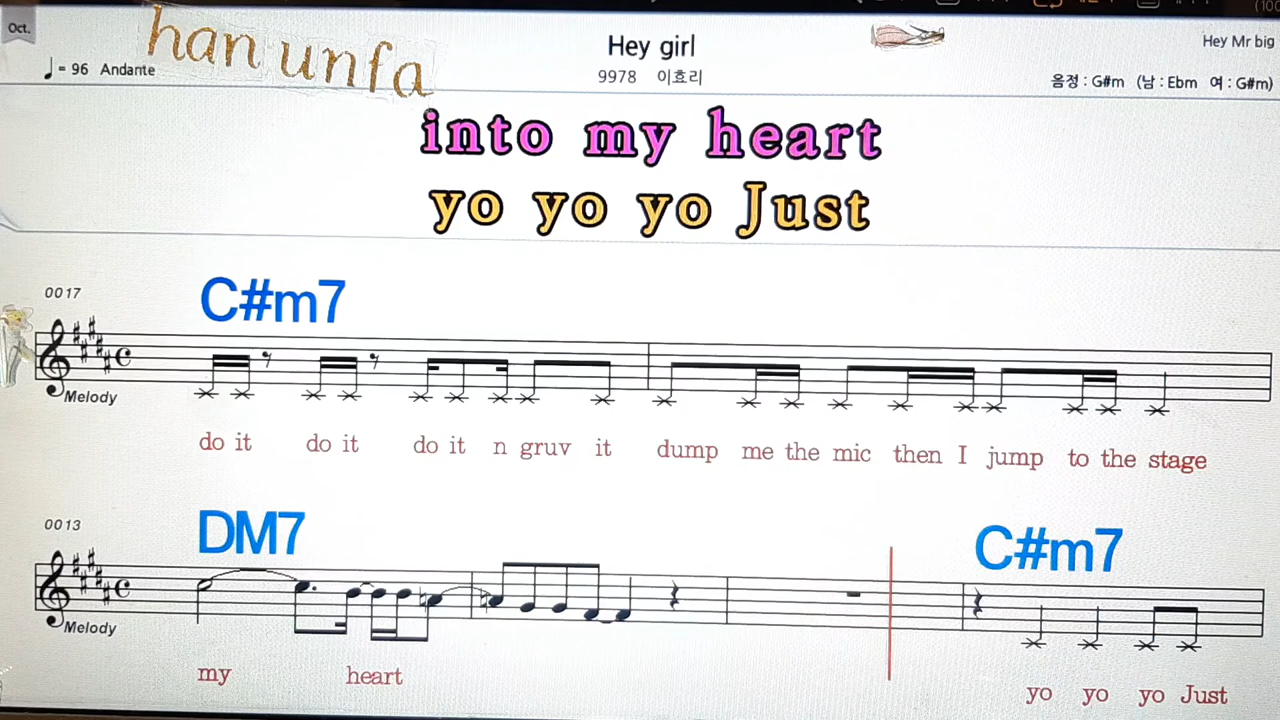 Oct.
han unfa
Hey girl
Hey Mr big
♩= 96 Andante
9978 이효리
음정 : G#m (남 : Ebm 여 : G#m)
into my heart
yo yo yo Just
0017
C#m7
Melody
do it do it do it n gruv it dump me the mic then I jump to the stage
0013
DM7
C#m7
Melody
my heart
yo yo yo Just